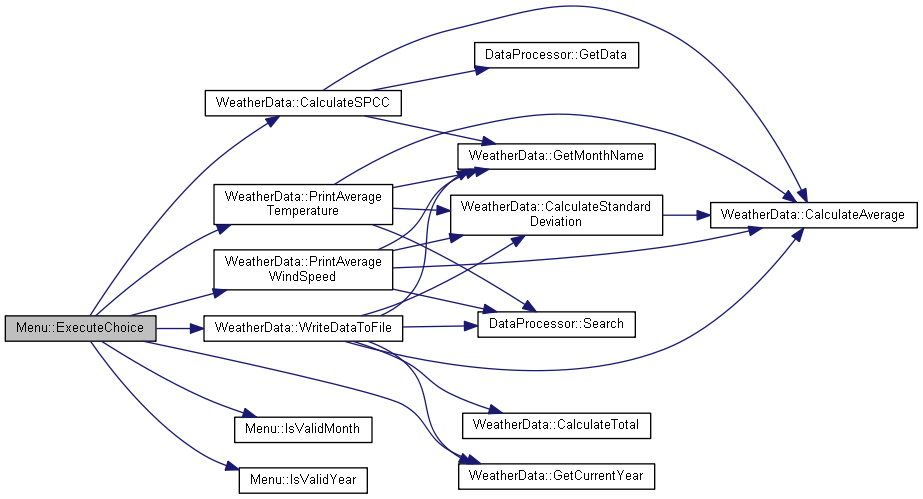 Menu::ExecuteChoice
WeatherData::CalculateSPCC
WeatherData::PrintAverage
Temperature
WeatherData::PrintAverage
WindSpeed
WeatherData::WriteDataToFile
Menu::IsValidMonth
Menu::IsValidYear
DataProcessor::GetData
WeatherData::GetMonthName
WeatherData::CalculateStandard
Deviation
DataProcessor::Search
WeatherData::CalculateTotal
WeatherData::GetCurrentYear
WeatherData::CalculateAverage